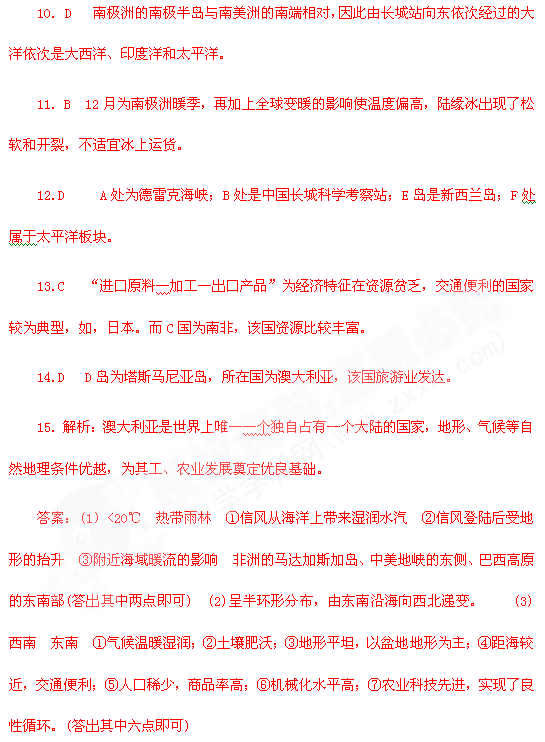 10. D 南极洲的南极半岛与南美洲的南端相对，因此由长城站向东依次经过的大
洋依次是大西洋、印度洋和太平洋。
11. B 12月为南极洲暖季，再加上全球变暖的影响使温度偏高，陆缘冰出现了松
软和开裂，不适宜冰上运货。
12.D A处为德雷克海峡；B处是中国长城科学考察站；E岛是新西兰岛；F处
属于太平洋板块。
13.C “进口原料—加工—出口产品”为经济特征在资源贫乏，交通便利的国家
较为典型，如，日本。而C国为南非，该国资源比较丰富。
14.D D岛为塔斯马尼亚岛，所在国为澳大利亚，该国旅游业发达。
15. 解析：澳大利亚是世界上唯一一个独自占有一个大陆的国家，地形、气候等自
然地理条件优越，为其工、农业发展奠定优良基础。
答案：(1) <20℃ 热带雨林 ①信风从海洋上带来湿润水汽 ②信风登陆后受地
形的抬升 ③附近海域暖流的影响 非洲的马达加斯加岛、中美地峡的东侧、巴西高原
的东南部(答出其中两点即可) (2)呈半环形分布，由东南沿海向西北递变。 (3)
西南 东南 ①气候温暖湿润；②土壤肥沃；③地形平坦，以盆地地形为主；④距海较
近，交通便利；⑤人口稀少，商品率高；⑥机械化水平高；⑦农业科技先进，实现了良
性循环。(答出其中六点即可)